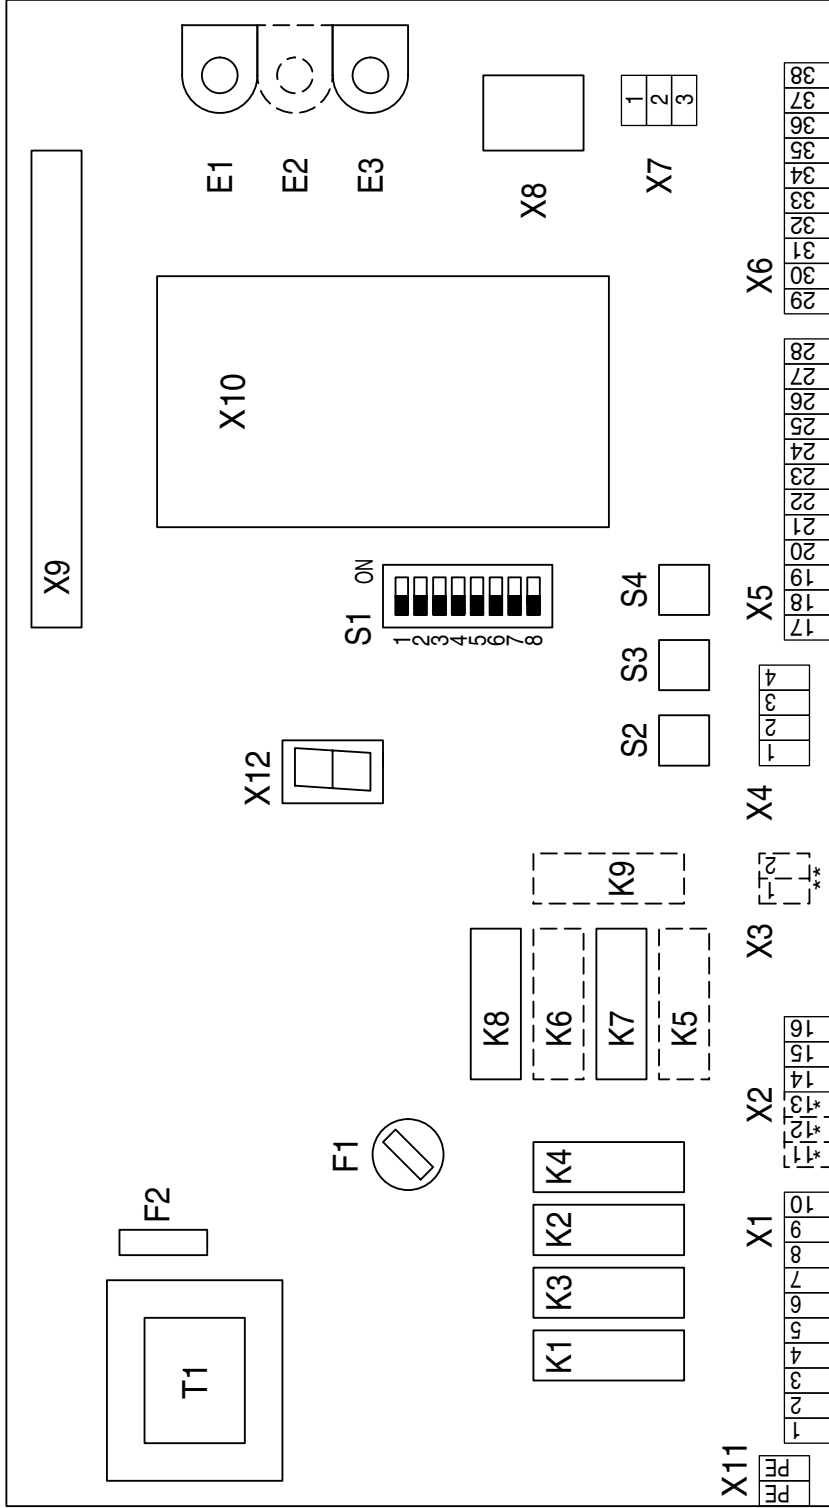 E1
E2
E3
X8
1
2
3
X7
38
37
36
35
34
33
32
31
30
29
X6
X9
X10
28
27
26
25
24
23
22
21
20
19
18
17
X5
S1
ON
1
2
3
4
5
6
7
8
S4
S3
S2
4
3
2
1
X4
X12
K9
2
1
**
X3
K8
K6
K7
K5
16
15
14
*13
*12
*11
X2
F1
F2
K4
K2
K3
K1
T1
10
9
8
7
6
5
4
3
2
1
X1
X11
PE
PE